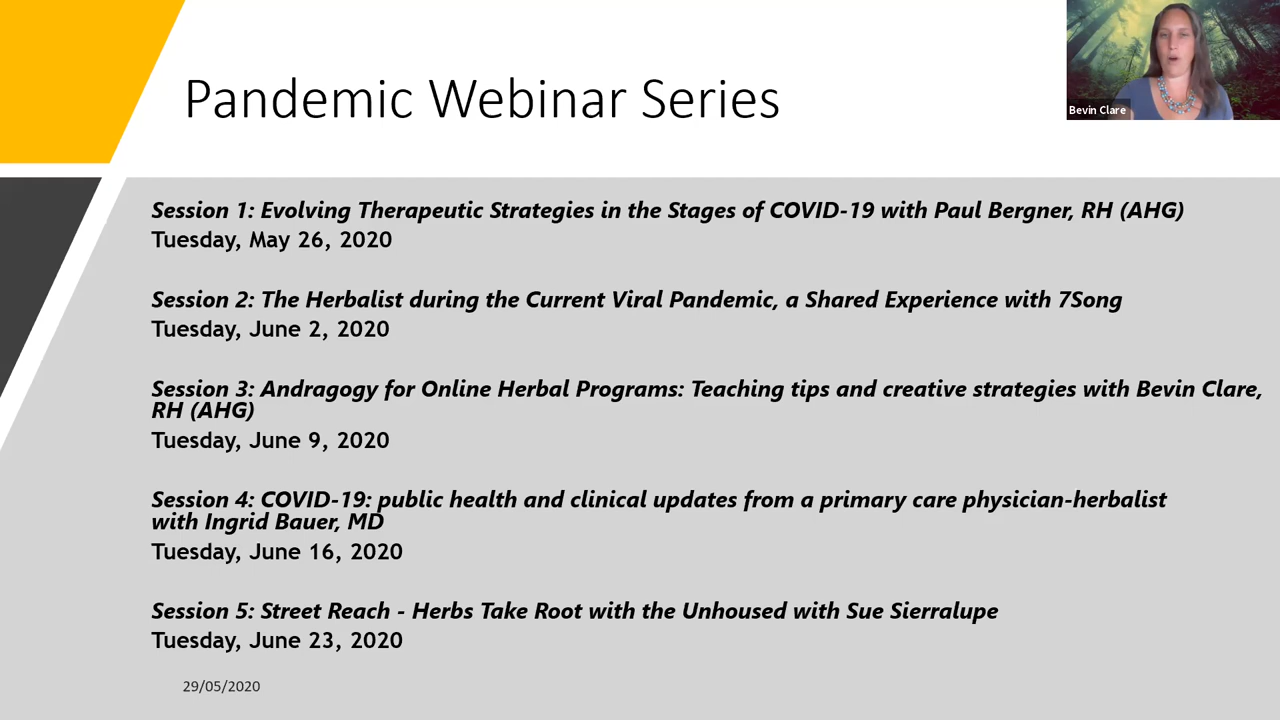 Pandemic Webinar Series
Bevin Clare
Session 1: Evolving Therapeutic Strategies in the Stages of COVID-19 with Paul Bergner, RH (AHG)
Tuesday, May 26, 2020
Session 2: The Herbalist during the Current Viral Pandemic, a Shared Experience with 7Song
Tuesday, June 2, 2020
Session 3: Andragogy for Online Herbal Programs: Teaching tips and creative strategies with Bevin Clare,
RH (AHG)
Tuesday, June 9, 2020
Session 4: COVID-19: public health and clinical updates from a primary care physician-herbalist
with Ingrid Bauer, MD
Tuesday, June 16, 2020
Session 5: Street Reach - Herbs Take Root with the Unhoused with Sue Sierralupe
Tuesday, June 23, 2020
29/05/2020